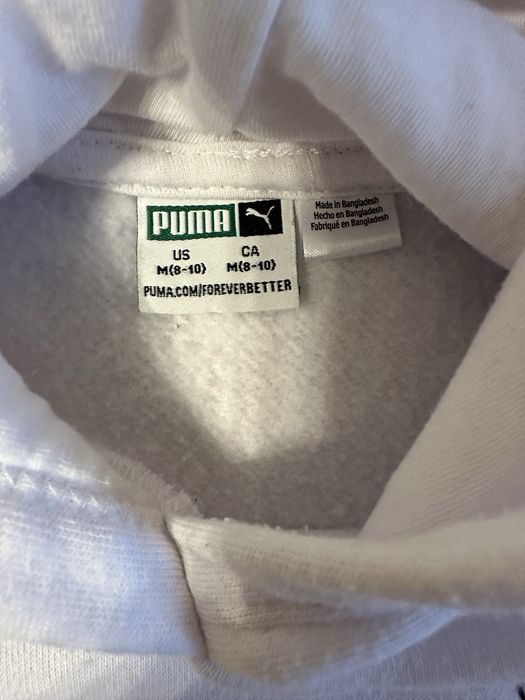 PUMA
US CA
M(8-10) M(8-10)
PUMA.COM/FOREVERBETTER
Made in Bangladesh
Hecho en Bangladesh
Fabriqué en Bangladesh